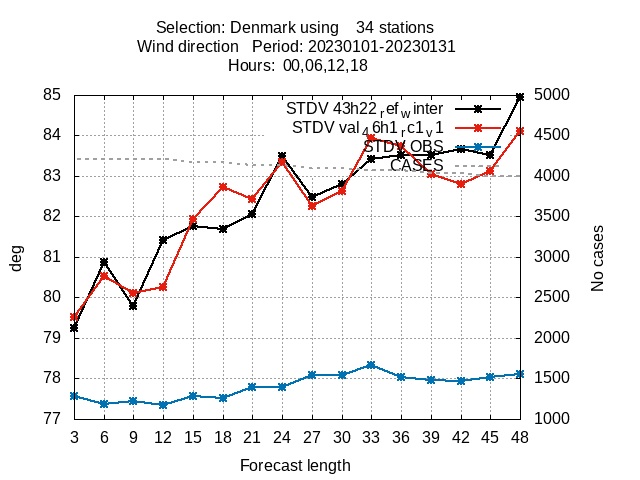 Selection: Denmark using 34 stations
Wind direction Period: 20230101-20230131
Hours: 00,06,12,18
STDV 43h22refwinter
STDV val46h1rc1v1
STDV OBS
CASES
85
84
83
82
81
80
79
78
77
5000
4500
4000
3500
3000
2500
2000
1500
1000
deg
No cases
3 6 9 12 15 18 21 24 27 30 33 36 39 42 45 48
Forecast length